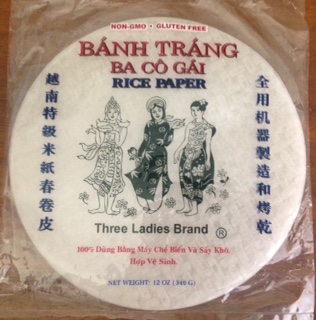 NON-GMO • GLUTEN FREE
BÁNH TRÁNG
BA CÔ GÁI
RICE PAPER
越南特級米紙春卷皮
全用机器製造和烤乾
Three Ladies Brand ®
100% Dùng Bằng Máy Chế Biến Và Sấy Khô.
Hợp Vệ Sinh.
NET WEIGHT: 12 OZ (340 G)